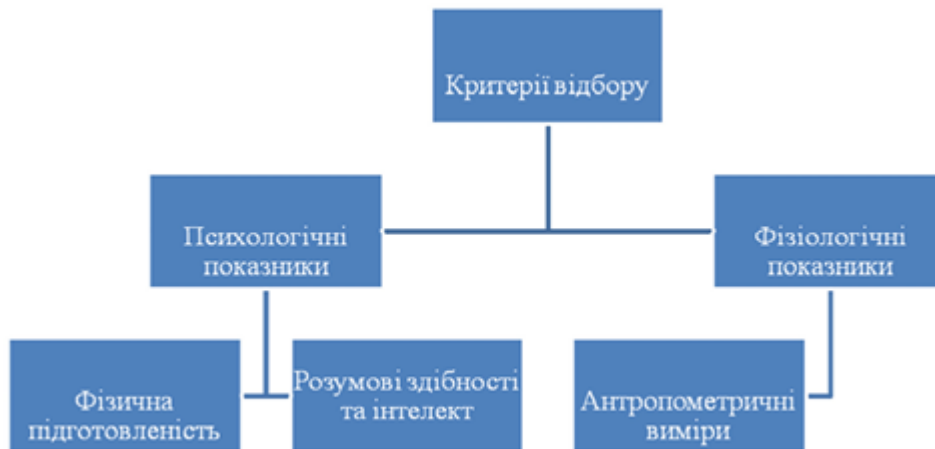 Критерії відбору
Психологічні
показники
Фізіологічні
показники
Фізична
підготовленість
Розумові здібності
та інтелект
Антропометричні
виміри